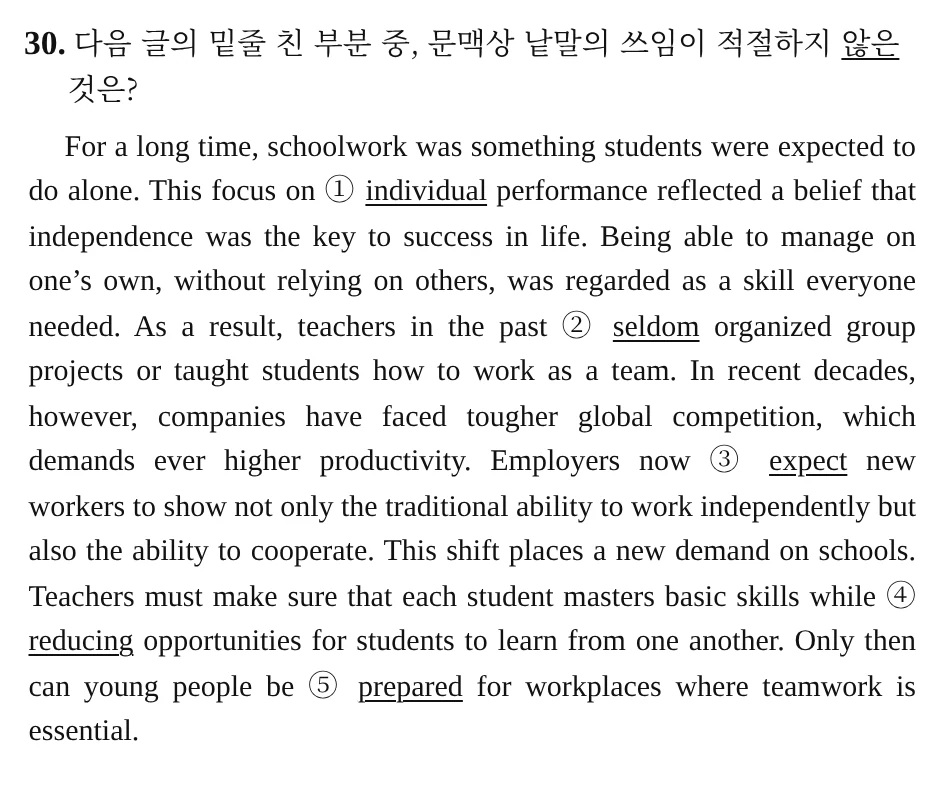 30. 다음 글의 밑줄 친 부분 중, 문맥상 낱말의 쓰임이 적절하지 않은
것은?
For a long time, schoolwork was something students were expected to
do alone. This focus on ① individual performance reflected a belief that
independence was the key to success in life. Being able to manage on
one’s own, without relying on others, was regarded as a skill everyone
needed. As a result, teachers in the past ② seldom organized group
projects or taught students how to work as a team. In recent decades,
however, companies have faced tougher global competition, which
demands ever higher productivity. Employers now ③ expect new
workers to show not only the traditional ability to work independently but
also the ability to cooperate. This shift places a new demand on schools.
Teachers must make sure that each student masters basic skills while ④
reducing opportunities for students to learn from one another. Only then
can young people be ⑤ prepared for workplaces where teamwork is
essential.